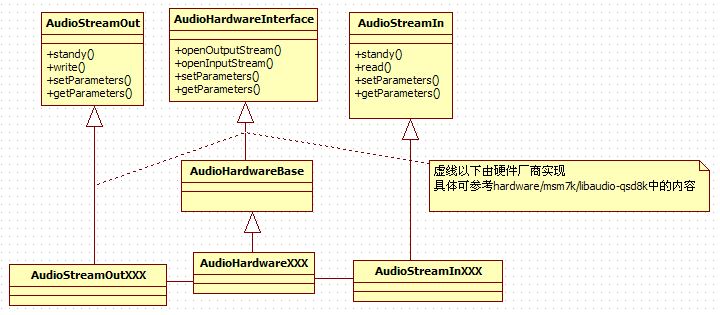 AudioStreamOut
+standy()
+write()
+setParameters()
+getParameters()
AudioHardwareInterface
+openOutputStream()
+openInputStream()
+setParameters()
+getParameters()
AudioStreamIn
+standy()
+read()
+setParameters()
+getParameters()
AudioHardwareBase
虚线以下由硬件厂商实现
具体可参考hardware/msm7k/libaudio-qsd8k中的内容
AudioStreamOutXXX
AudioHardwareXXX
AudioStreamInXXX